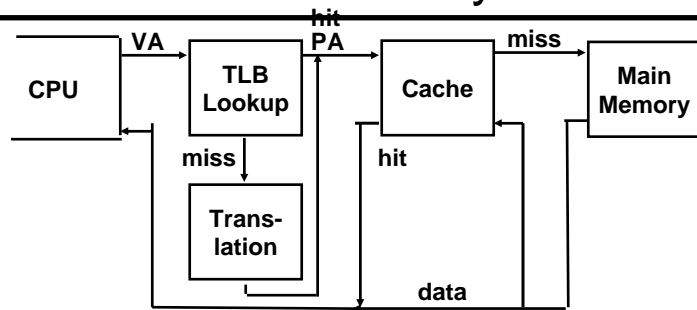 hit
VA
PA
miss
CPU
TLB
Lookup
Cache
Main
Memory
miss
hit
Trans-
lation
data